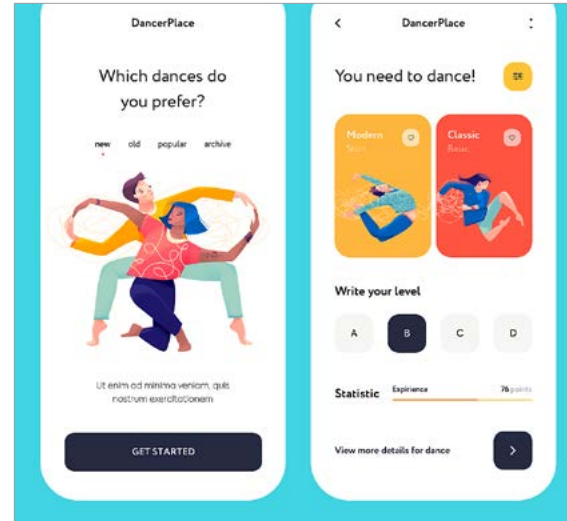 DancerPlace
Which dances do
you prefer?
new old popular archive
Ut enim ad minima veniam, quis
nostrum exercitationem
GET STARTED
DancerPlace
You need to dance!
Modern
Classic
Basic
Write your level
A B C D
Statistic Expirience 76 points
View more details for dance